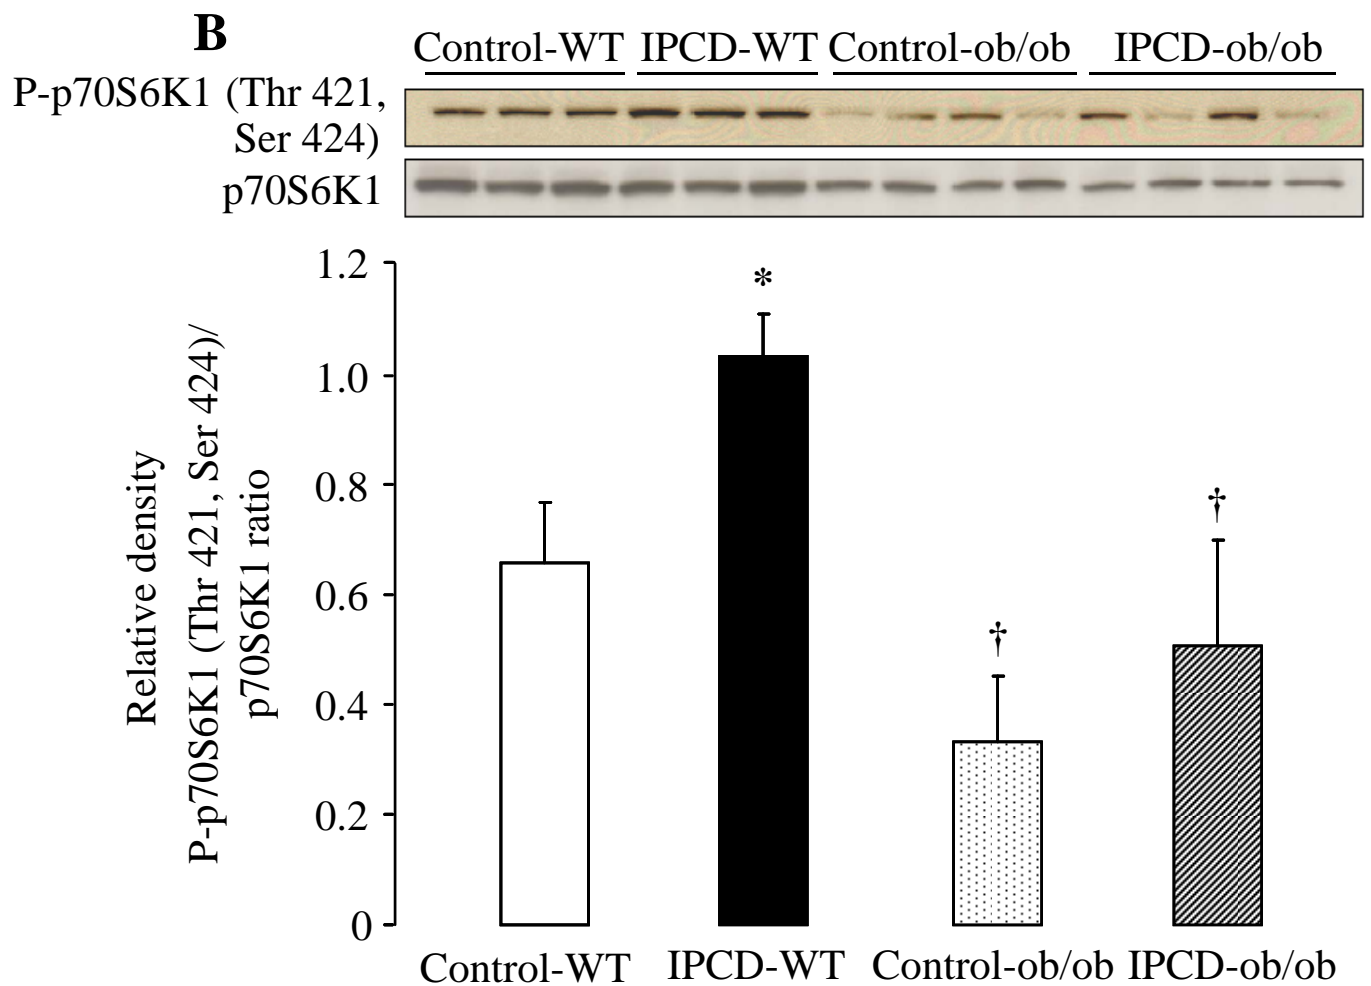 B
Control-WT IPCD-WT Control-ob/ob IPCD-ob/ob
P-p70S6K1 (Thr 421,
Ser 424)
p70S6K1
Relative density
P-p70S6K1 (Thr 421, Ser 424)/
p70S6K1 ratio
1.2
1.0
0.8
0.6
0.4
0.2
0
*
†
†
Control-WT IPCD-WT Control-ob/ob IPCD-ob/ob